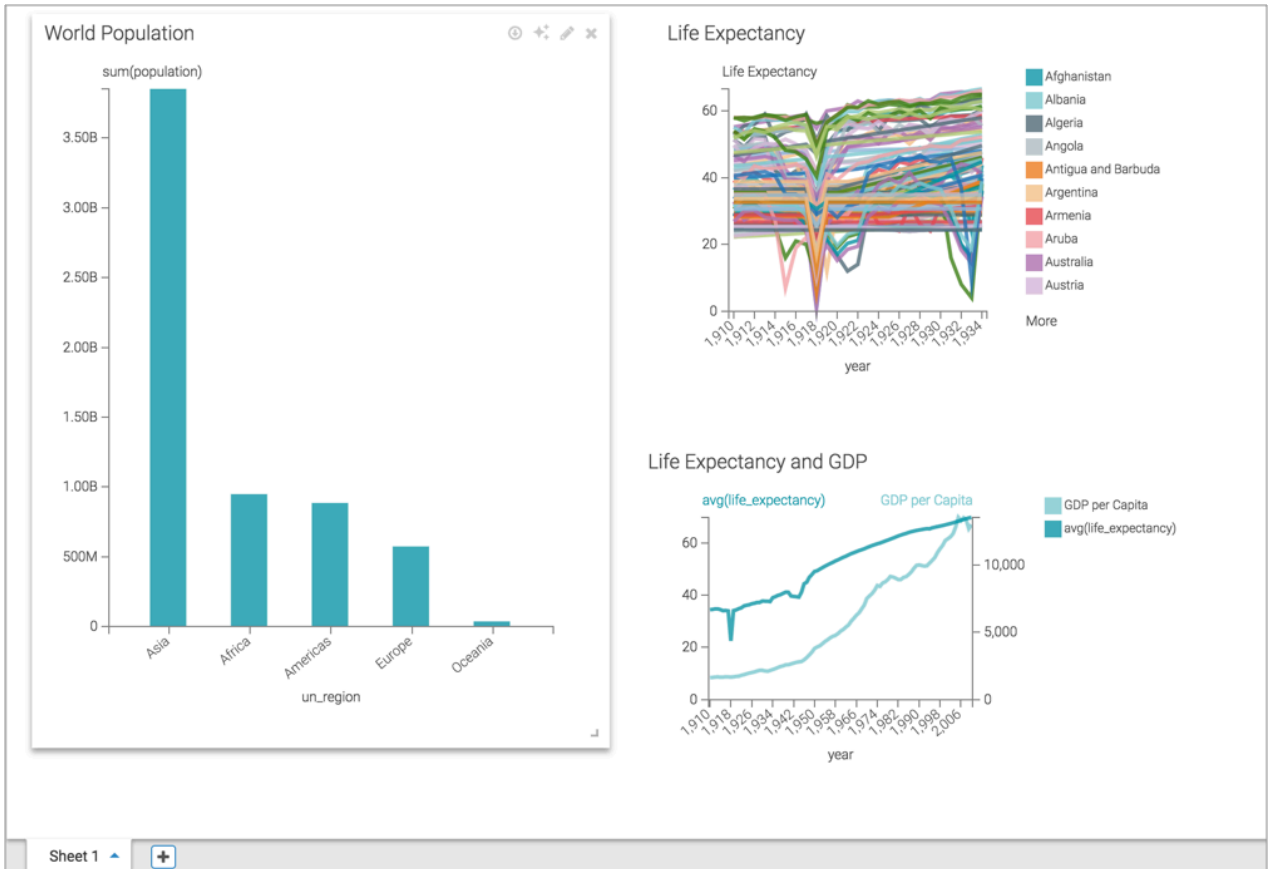 World Population
sum(population)
3.50B
3.00B
2.50B
2.00B
1.50B
1.00B
500M
0
Asia
Africa
Americas
Europe
Oceania
un_region
Life Expectancy
Life Expectancy
60
40
20
0
1,910
1,912
1,914
1,916
1,918
1,920
1,922
1,924
1,926
1,928
1,930
1,932
1,934
year
Afghanistan
Albania
Algeria
Angola
Antigua and Barbuda
Argentina
Armenia
Aruba
Australia
Austria
More
Life Expectancy and GDP
avg(life_expectancy)
GDP per Capita
60
40
20
0
10,000
5,000
0
1,910
1,918
1,926
1,934
1,942
1,950
1,958
1,966
1,974
1,982
1,990
1,998
2,006
year
GDP per Capita
avg(life_expectancy)
Sheet 1